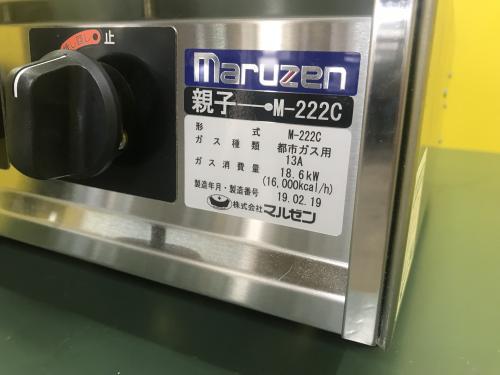 止
maruzen
親子 M-222C
形式 M-222C
ガス種類 都市ガス用
13A
ガス消費量 18.6kW
(16,000kcal/h)
製造年月・製造番号 19.02.19
株式会社マルゼン